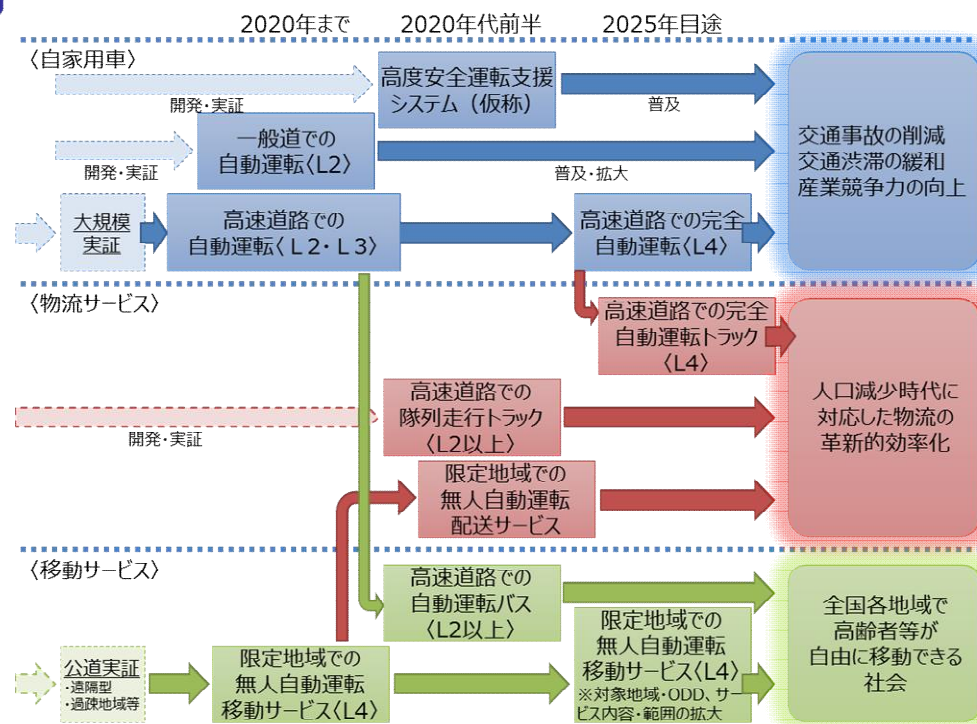 2020年まで
2020年代前半
2025年目途
〈自家用車〉
開発・実証
高度安全運転支援
システム（仮称）
普及
開発・実証
一般道での
自動運転〈L2〉
普及・拡大
大規模
実証
高速道路での
自動運転〈Ｌ2・Ｌ3〉
高速道路での完全
自動運転〈L4〉
交通事故の削減
交通渋滞の緩和
産業競争力の向上
〈物流サービス〉
高速道路での完全
自動運転トラック
〈L4〉
開発・実証
高速道路での
隊列走行トラック
〈L2以上〉
限定地域での
無人自動運転
配送サービス
人口減少時代に
対応した物流の
革新的効率化
〈移動サービス〉
高速道路での
自動運転バス
〈L2以上〉
公道実証
・遠隔型
・過疎地域等
限定地域での
無人自動運転
移動サービス〈L4〉
限定地域での
無人自動運転
移動サービス〈L4〉
※対象地域・ODD、サー
ビス内容・範囲の拡大
全国各地域で
高齢者等が
自由に移動できる
社会